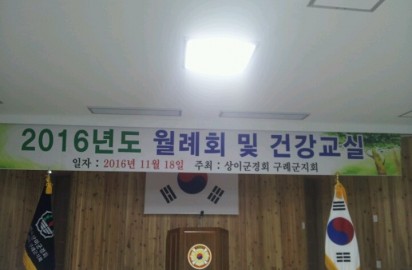 2016년도 월례회 및 건강교실
일자 : 2016년 11월 18일 주최 : 상이군경회 구례군지회